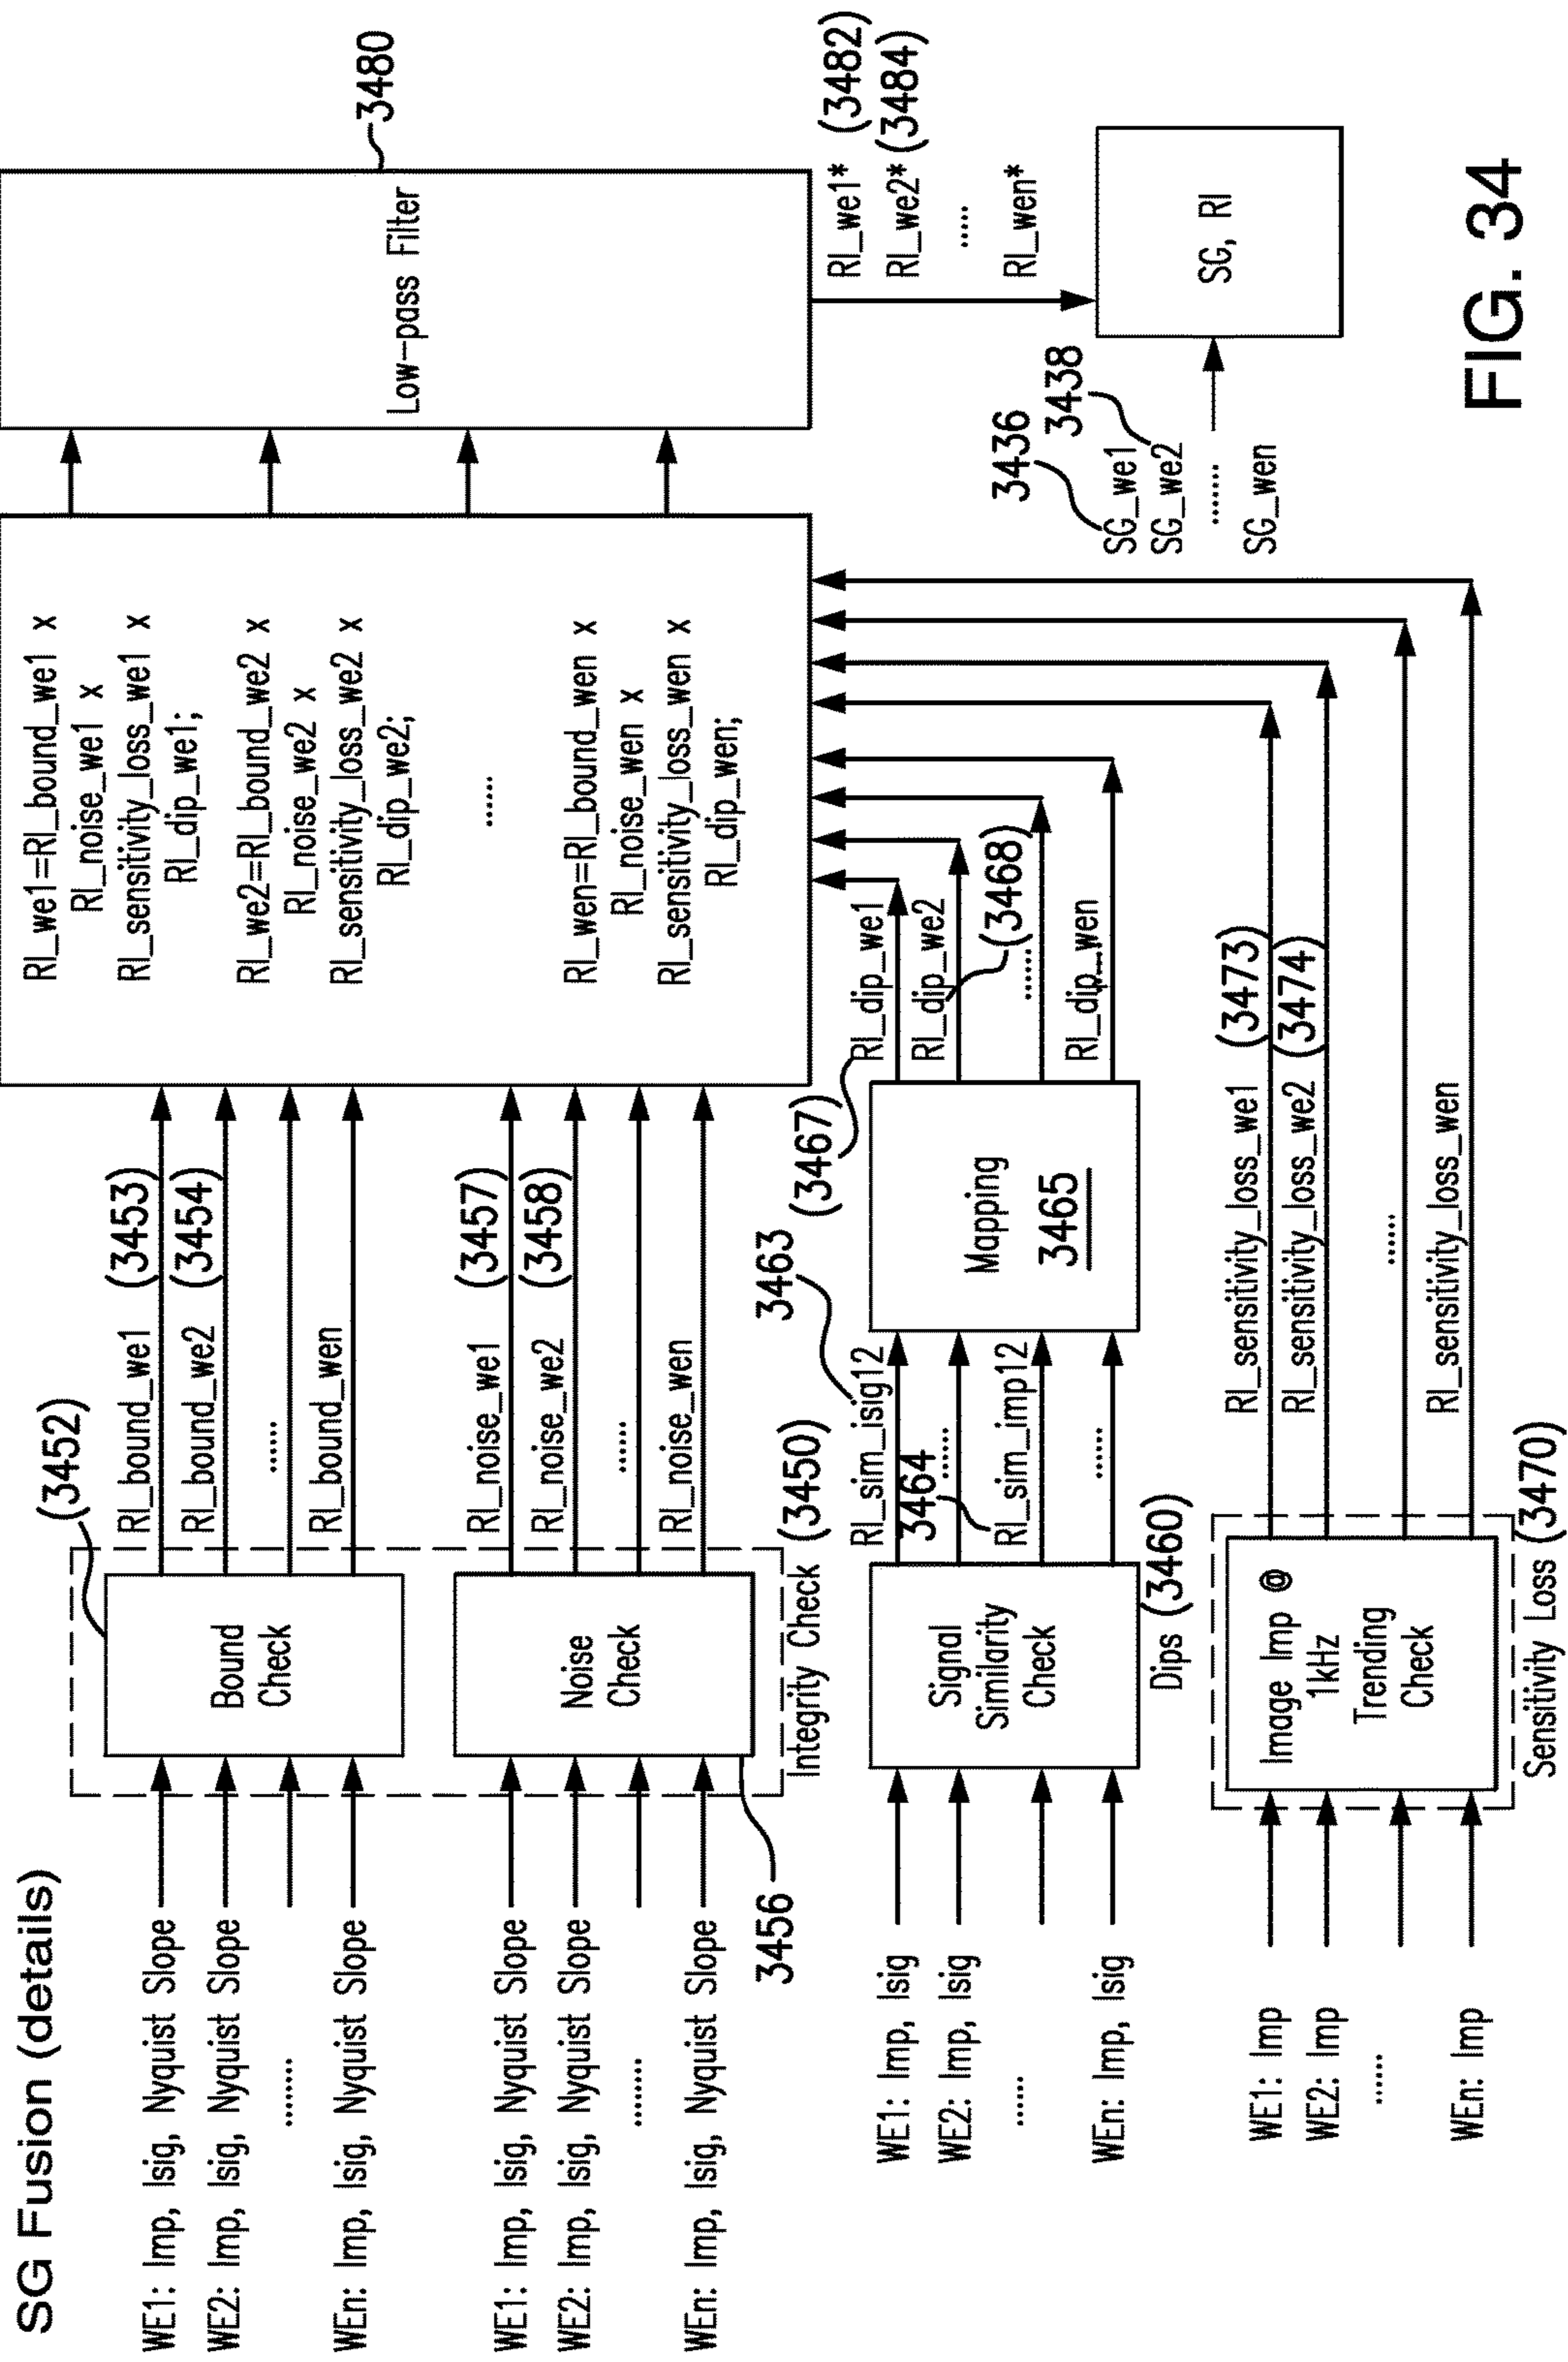 SG Fusion (details)
WE1: Imp, Isig, Nyquist Slope
WE2: Imp, Isig, Nyquist Slope
........
WEn: Imp, Isig, Nyquist Slope
Bound
Check
(3452)
RI_bound_we1 (3453)
RI_bound_we2 (3454)
......
RI_bound_wen
WE1: Imp, Isig, Nyquist Slope
WE2: Imp, Isig, Nyquist Slope
........
WEn: Imp, Isig, Nyquist Slope
3456
Noise
Check
RI_noise_we1 (3457)
RI_noise_we2 (3458)
......
RI_noise_wen
Integrity Check (3450)
RI_we1=RI_bound_we1 x
RI_noise_we1 x
RI_sensitivity_loss_we1 x
RI_dip_we1;
RI_we2=RI_bound_we2 x
RI_noise_we2 x
RI_sensitivity_loss_we2 x
RI_dip_we2;
......
RI_wen=RI_bound_wen x
RI_noise_wen x
RI_sensitivity_loss_wen x
RI_dip_wen;
Low-pass Filter
3480
WE1: Imp, Isig
WE2: Imp, Isig
......
WEn: Imp, Isig
Signal
Similarity
Check
Dips (3460)
3463
RI_sim_isig12
......
3464
RI_sim_imp12
......
Mapping
3465
(3467)
RI_dip_we1
RI_dip_we2
(3468)
......
RI_dip_wen
RI_we1* (3482)
RI_we2* (3484)
.....
RI_wen*
3436
3438
SG_we1
SG_we2
.......
SG_wen
SG, RI
WE1: Imp
WE2: Imp
......
WEn: Imp
Image Imp @
1kHz
Trending
Check
Sensitivity Loss (3470)
RI_sensitivity_loss_we1 (3473)
RI_sensitivity_loss_we2 (3474)
......
RI_sensitivity_loss_wen
FIG. 34